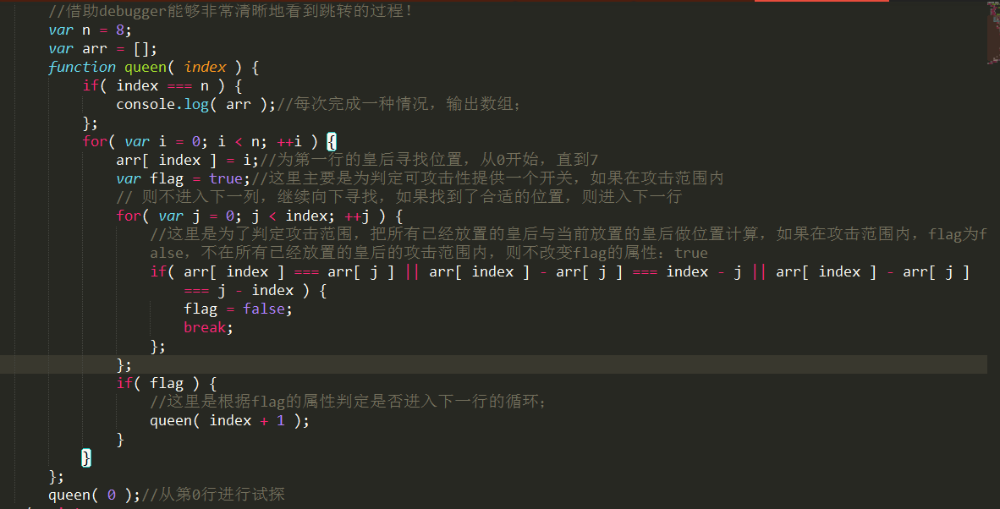 //借助debugger能够非常清晰地看到跳转的过程！
var n = 8;
var arr = [];
function queen( index ) {
if( index === n ) {
console.log( arr );//每次完成一种情况，输出数组；
};
for( var i = 0; i < n; ++i ) {
arr[ index ] = i;//为第一行的皇后寻找位置，从0开始，直到7
var flag = true;//这里主要是为判定可攻击性提供一个开关，如果在攻击范围内
// 则不进入下一列，继续向下寻找，如果找到了合适的位置，则进入下一行
for( var j = 0; j < index; ++j ) {
//这里是为了判定攻击范围，把所有已经放置的皇后与当前放置的皇后做位置计算，如果在攻击范围内，flag为f
alse，不在所有已经放置的皇后的攻击范围内，则不改变flag的属性：true
if( arr[ index ] === arr[ j ] || arr[ index ] - arr[ j ] === index - j || arr[ index ] - arr[ j ]
=== j - index ) {
flag = false;
break;
};
};
if( flag ) {
//这里是根据flag的属性判定是否进入下一行的循环；
queen( index + 1 );
}
}
};
queen( 0 );//从第0行进行试探